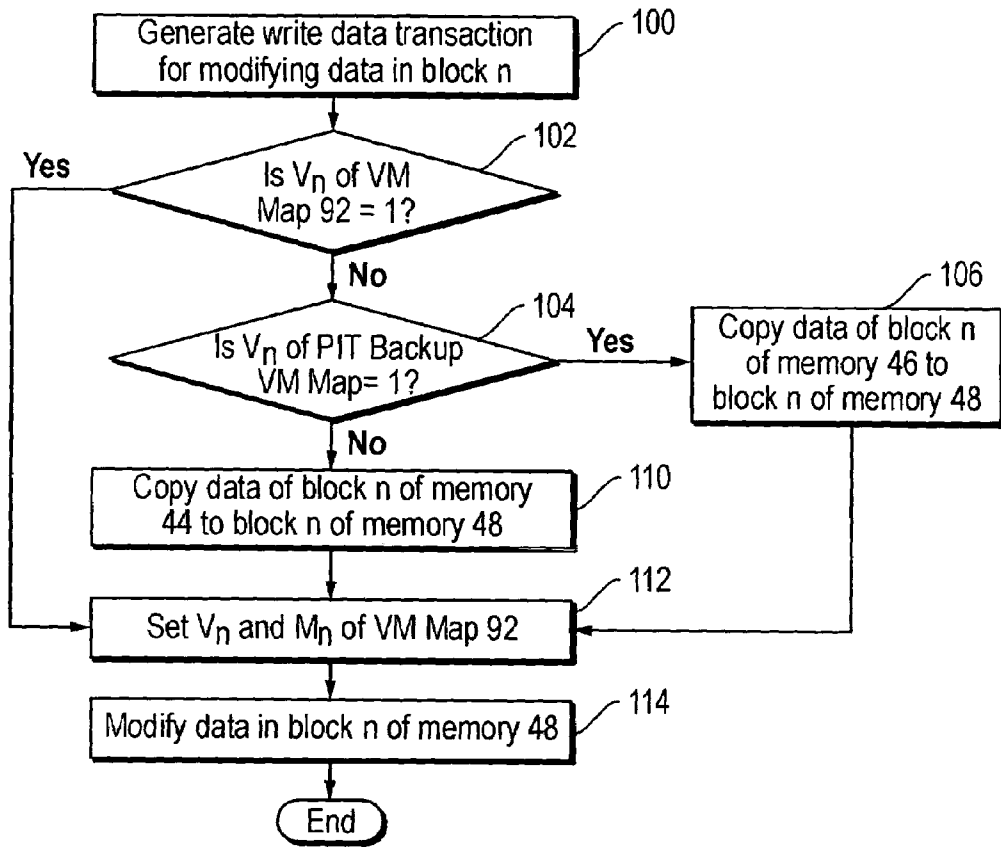 Generate write data transaction
for modifying data in block n
100
102
Yes
Is Vn of VM
Map 92 = 1?
No
104
106
Is Vn of PIT Backup
VM Map= 1?
Yes
Copy data of block n
of memory 46 to
block n of memory 48
No
110
Copy data of block n of memory
44 to block n of memory 48
112
Set Vn and Mn of VM Map 92
114
Modify data in block n of memory 48
End